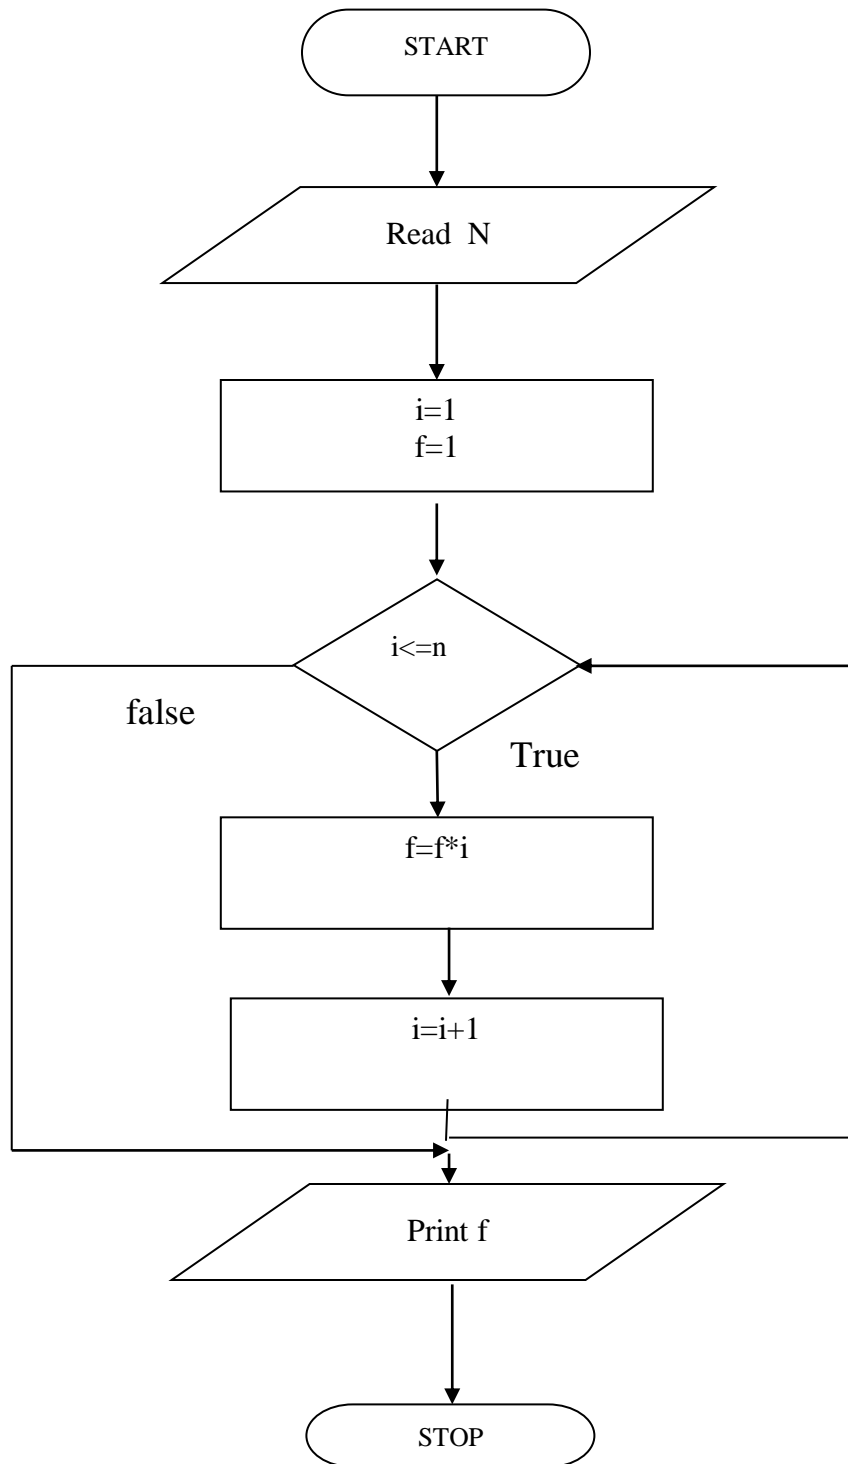 START
Read N
i=1
f=1
i<=n
false
True
f=f*i
i=i+1
Print f
STOP